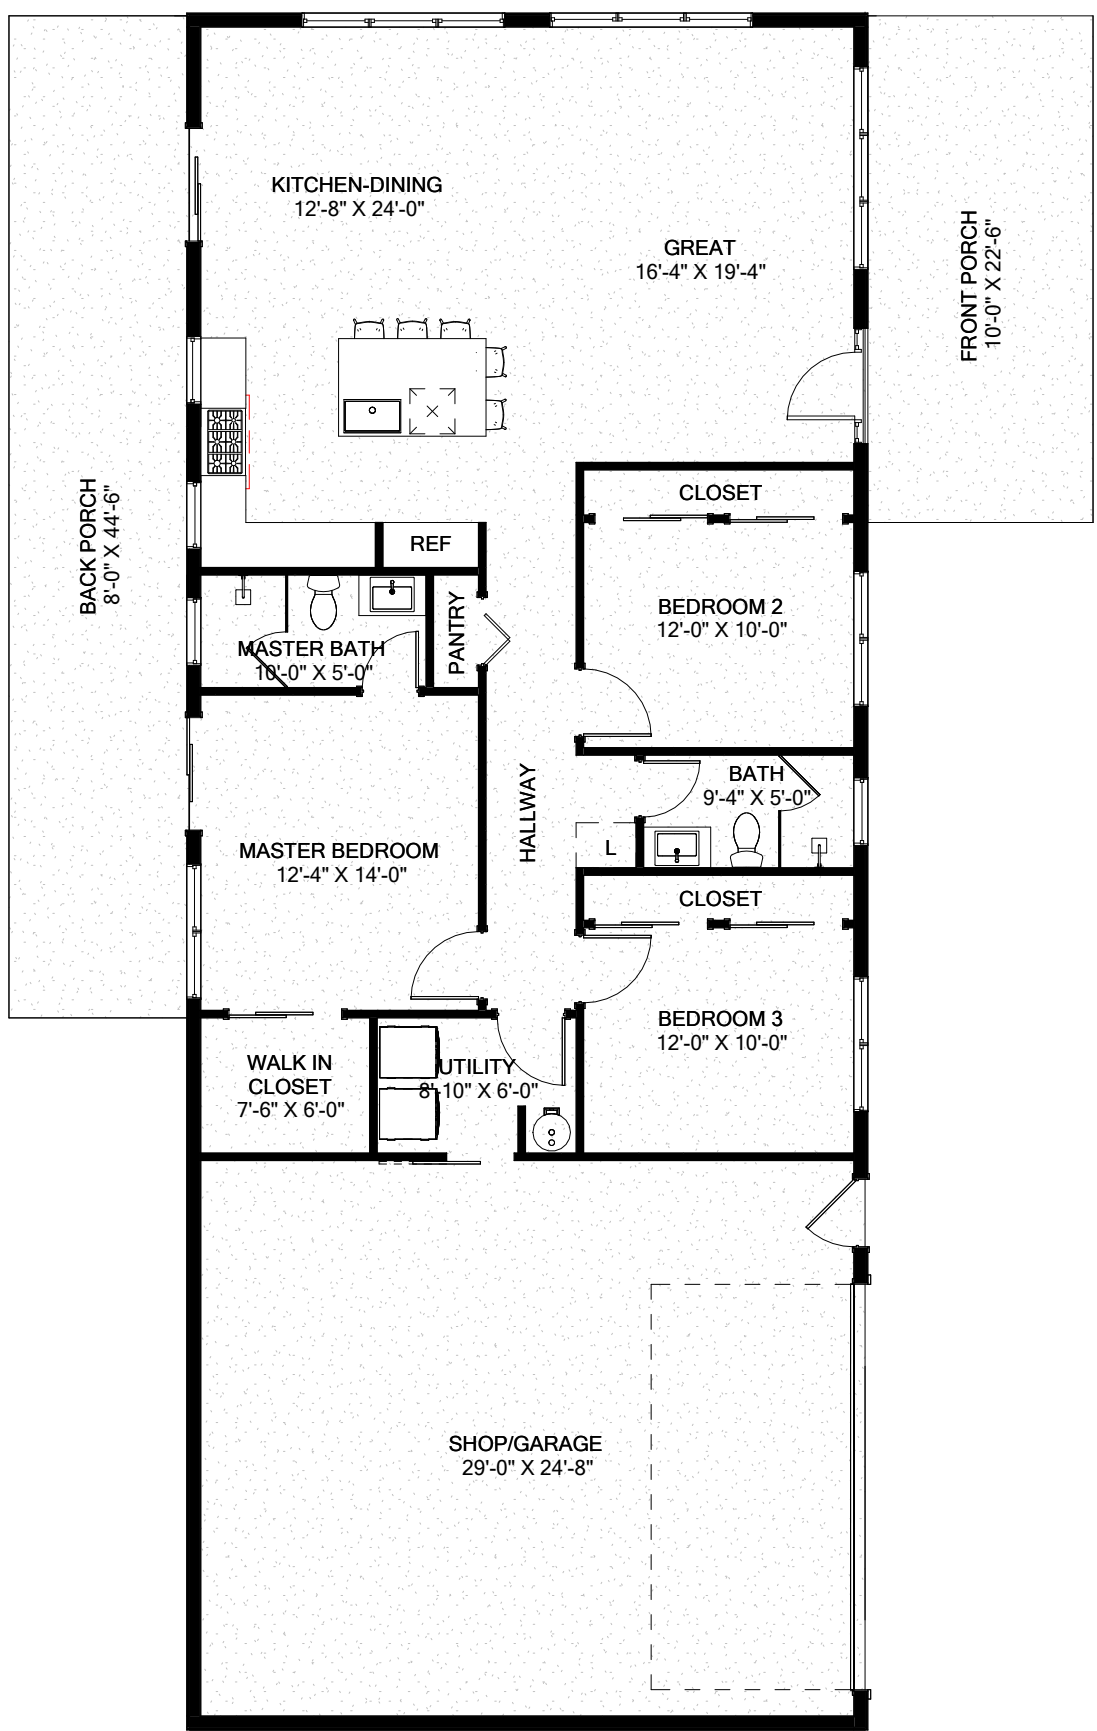 KITCHEN-DINING
12'-8" X 24'-0"
GREAT
16'-4" X 19'-4"
FRONT PORCH
10'-0" X 22'-6"
CLOSET
BACK PORCH
8'-0" X 44'-6"
REF
BEDROOM 2
12'-0" X 10'-0"
PANTRY
MASTER BATH
10'-0" X 5'-0"
HALLWAY
BATH
9'-4" X 5'-0"
L
MASTER BEDROOM
12'-4" X 14'-0"
CLOSET
BEDROOM 3
12'-0" X 10'-0"
WALK IN
CLOSET
7'-6" X 6'-0"
UTILITY
8'-10" X 6'-0"
SHOP/GARAGE
29'-0" X 24'-8"